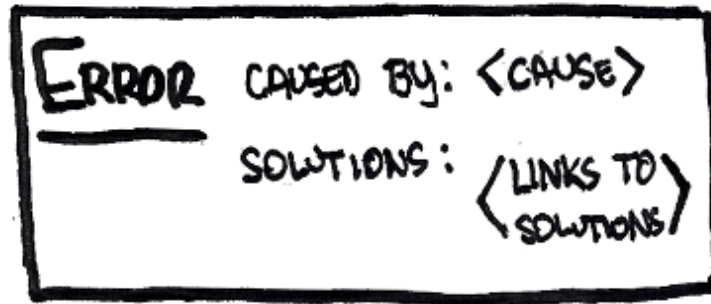 ERROR CAUSED BY: <CAUSE>
SOLUTIONS: <LINKS TO
SOLUTIONS>